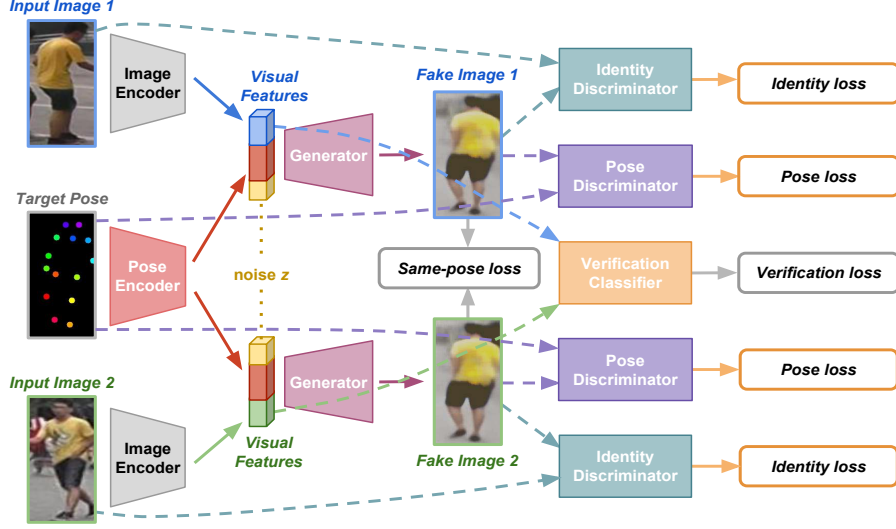 Input Image 1
Image
Encoder
Visual
Features
Fake Image 1
Identity
Discriminator
Identity loss
Generator
Pose
Discriminator
Pose loss
Target Pose
Pose
Encoder
noise z
Same-pose loss
Verification
Classifier
Verification loss
Generator
Pose
Discriminator
Pose loss
Input Image 2
Image
Encoder
Visual
Features
Fake Image 2
Identity
Discriminator
Identity loss